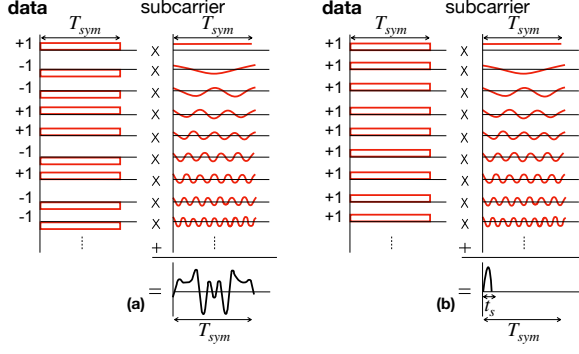 data subcarrier
T_sym T_sym
+1 X
-1 X
-1 X
+1 X
+1 X
-1 X
+1 X
-1 X
-1 X
+
(a) =
T_sym
data subcarrier
T_sym T_sym
+1 X
+1 X
+1 X
+1 X
+1 X
+1 X
+1 X
+1 X
+1 X
+
(b) =
t_s
T_sym